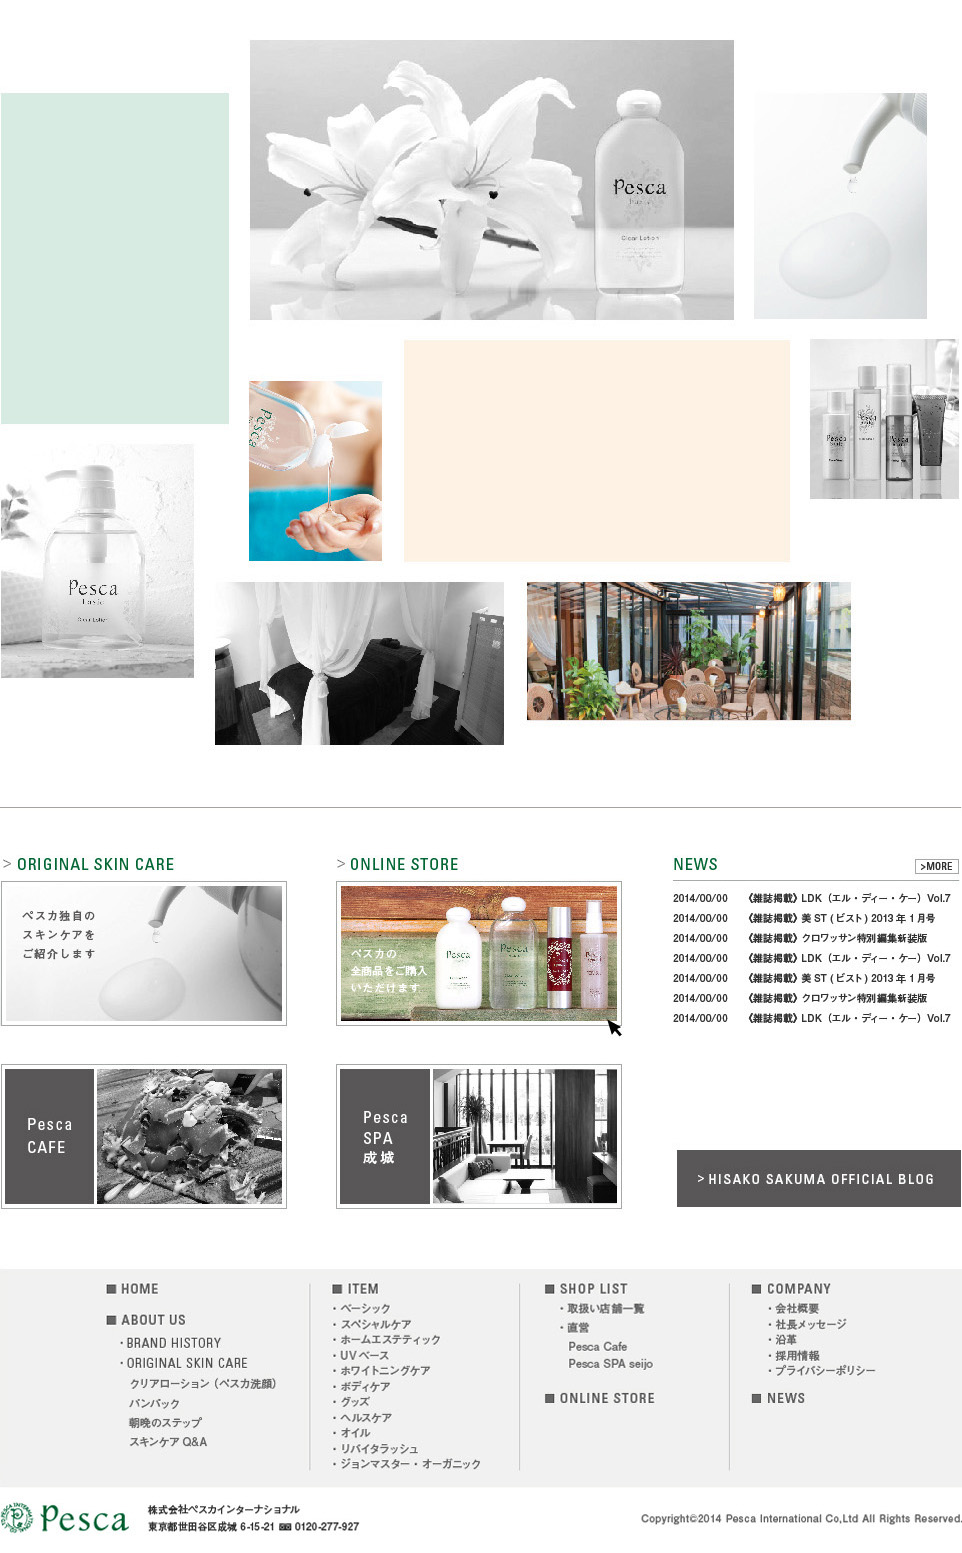 Pesca
basic
Clear Lotion
Pesca
Pesca
Pesca
Pesca
basic
Clear Lotion
> ORIGINAL SKIN CARE
ペスカ独自の
スキンケアを
ご紹介します
> ONLINE STORE
ペスカの
全商品をご購入
いただけます
Pesca
Pesca
Pesca
CAFE
Pesca
SPA
成城
NEWS
>MORE
2014/00/00 《雑誌掲載》LDK（エル・ディー・ケー）Vol.7
2014/00/00 《雑誌掲載》美 ST ( ビスト ) 2013 年 1 月号
2014/00/00 《雑誌掲載》クロワッサン特別編集新装版
2014/00/00 《雑誌掲載》LDK（エル・ディー・ケー）Vol.7
2014/00/00 《雑誌掲載》美 ST ( ビスト ) 2013 年 1 月号
2014/00/00 《雑誌掲載》クロワッサン特別編集新装版
2014/00/00 《雑誌掲載》LDK（エル・ディー・ケー）Vol.7
> HISAKO SAKUMA OFFICIAL BLOG
■ HOME
■ ABOUT US
・BRAND HISTORY
・ORIGINAL SKIN CARE
クリアローション（ペスカ洗顔）
パンパック
朝晩のステップ
スキンケア Q&A
■ ITEM
・ベーシック
・スペシャルケア
・ホームエステティック
・UV ベース
・ホワイトニングケア
・ボディケア
・グッズ
・ヘルスケア
・オイル
・リバイタラッシュ
・ジョンマスター・オーガニック
■ SHOP LIST
・取扱い店舗一覧
・直営
Pesca Cafe
Pesca SPA seijo
■ ONLINE STORE
■ COMPANY
・会社概要
・社長メッセージ
・沿革
・採用情報
・プライバシーポリシー
■ NEWS
Pesca
株式会社ペスカインターナショナル
東京都世田谷区成城 6-15-21 0120-277-927
Copyright©2014 Pesca International Co,Ltd All Rights Reserved.